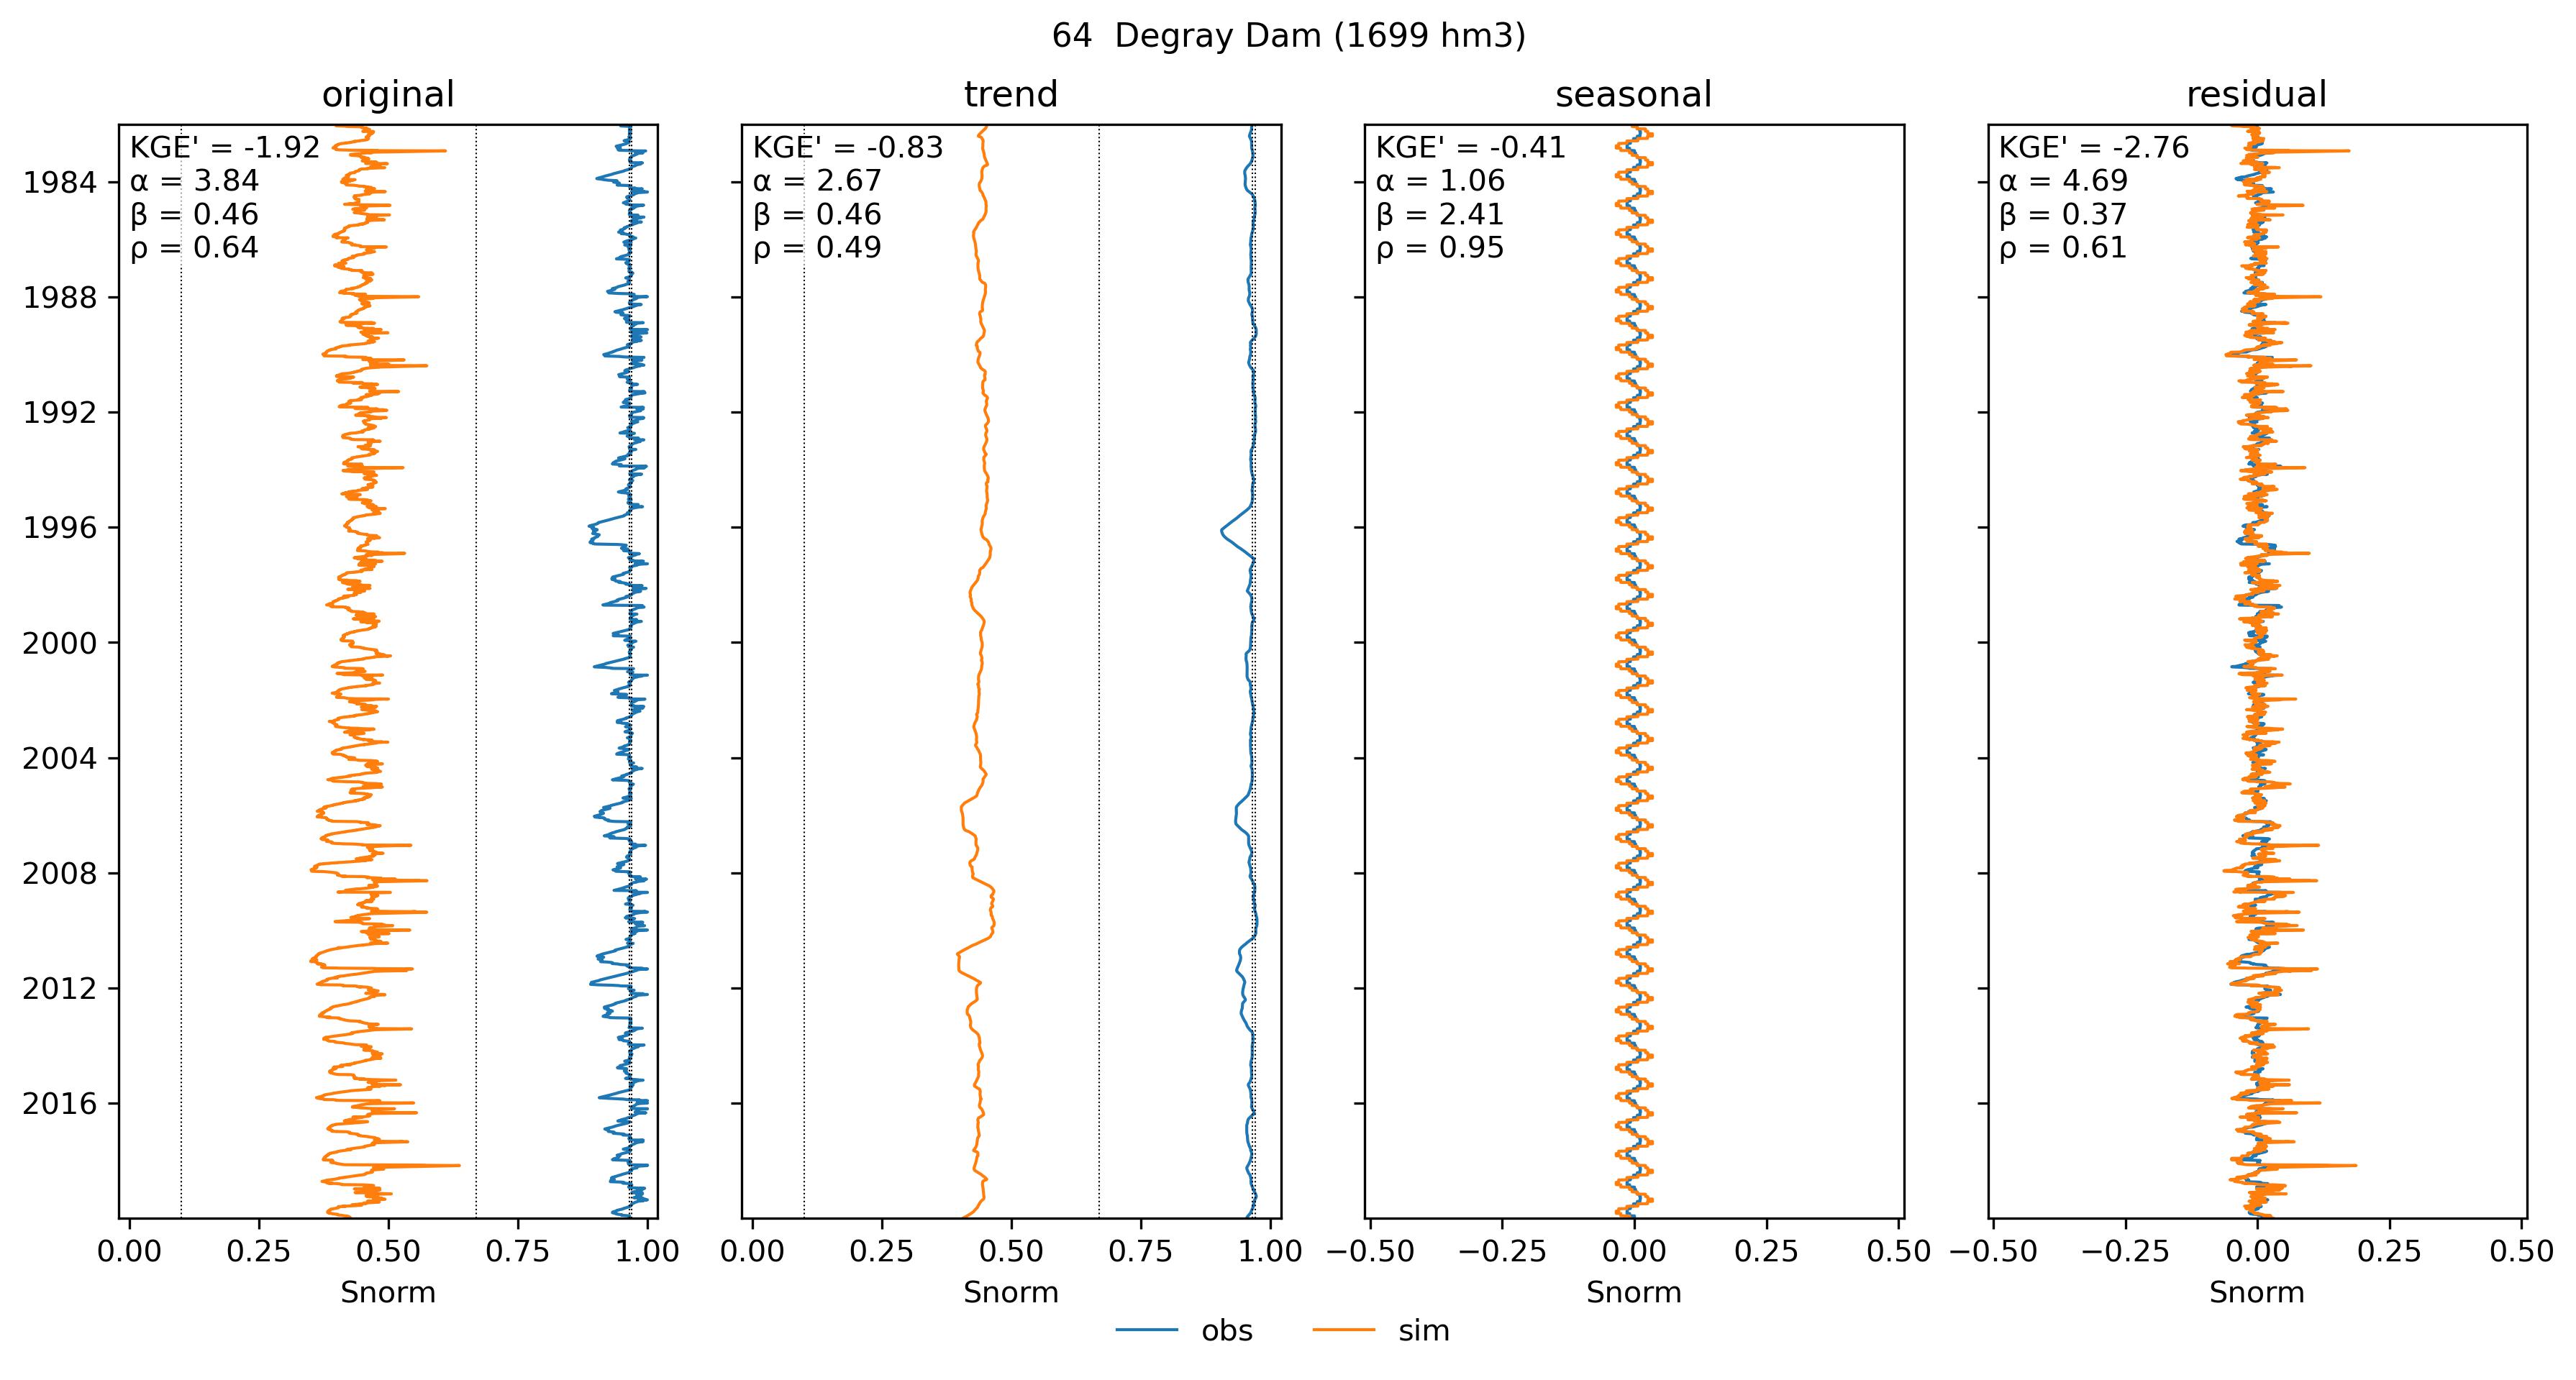 64  Degray Dam (1699 hm3)
original
trend
seasonal
residual
KGE' = -1.92
α = 3.84
β = 0.46
ρ = 0.64
KGE' = -0.83
α = 2.67
β = 0.46
ρ = 0.49
KGE' = -0.41
α = 1.06
β = 2.41
ρ = 0.95
KGE' = -2.76
α = 4.69
β = 0.37
ρ = 0.61
1984
1988
1992
1996
2000
2004
2008
2012
2016
0.00 0.25 0.50 0.75 1.00
0.00 0.25 0.50 0.75 1.00
−0.50 −0.25 0.00 0.25 0.50
−0.50 −0.25 0.00 0.25 0.50
Snorm
Snorm
Snorm
Snorm
obs
sim